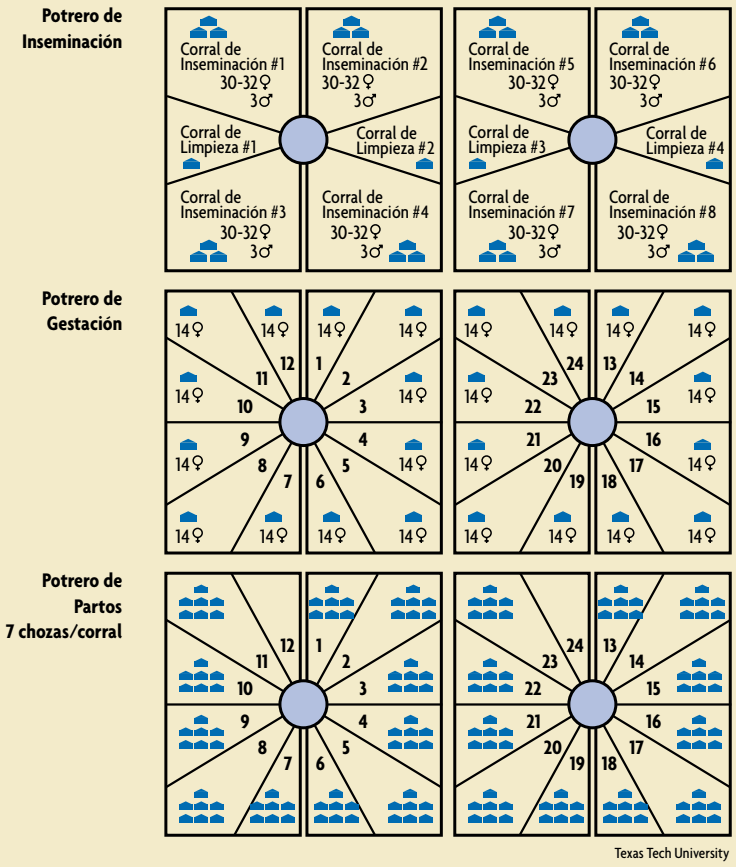 Potrero de
Inseminación
Corral de
Inseminación #1
30-32♀
3♂
Corral de
Inseminación #2
30-32♀
3♂
Corral de
Limpieza #1
Corral de
Limpieza #2
Corral de
Inseminación #3
30-32♀
3♂
Corral de
Inseminación #4
30-32♀
3♂
Corral de
Inseminación #5
30-32♀
3♂
Corral de
Inseminación #6
30-32♀
3♂
Corral de
Limpieza #3
Corral de
Limpieza #4
Corral de
Inseminación #7
30-32♀
3♂
Corral de
Inseminación #8
30-32♀
3♂
Potrero de
Gestación
14♀ 14♀ 14♀ 14♀
12 1
11 2
14♀ 14♀
10 3
9 4
14♀ 14♀
8 5
7 6
14♀ 14♀ 14♀ 14♀
14♀ 14♀ 14♀ 14♀
24 13
23 14
14♀ 14♀
22 15
21 16
14♀ 14♀
20 17
19 18
14♀ 14♀ 14♀ 14♀
Potrero de
Partos
7 chozas/corral
12 1
11 2
10 3
9 4
8 5
7 6
24 13
23 14
22 15
21 16
20 17
19 18
Texas Tech University